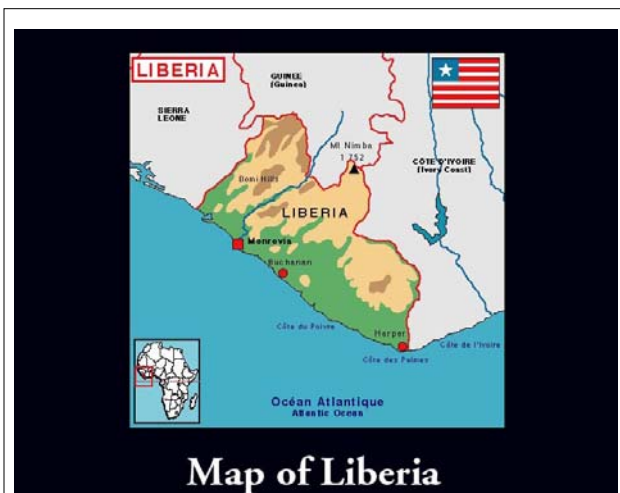 LIBERIA
GUINEE
(Guinea)
SIERRA
LEONE
Mt Nimba
1 752
CÔTE D'IVOIRE
(Ivory Coast)
Bomi Hills
LIBERIA
Monrovia
Buchanan
Côte du Poivre
Harper
Côte de l'Ivoire
Côte des Palmes
Océan Atlantique
Atlantic Ocean
Map of Liberia